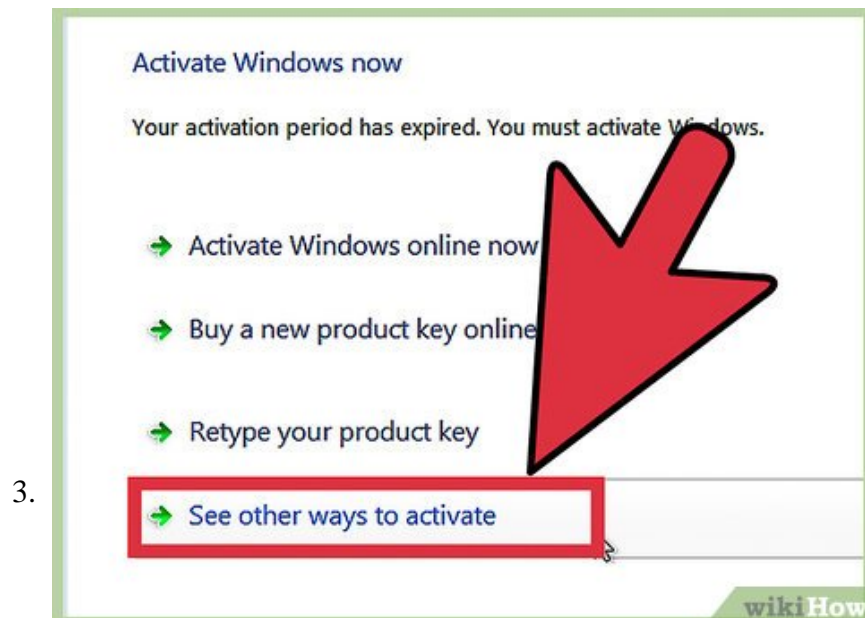 Activate Windows now
Your activation period has expired. You must activate Windows.
Activate Windows online now
Buy a new product key online
Retype your product key
3.
See other ways to activate
wikiHow